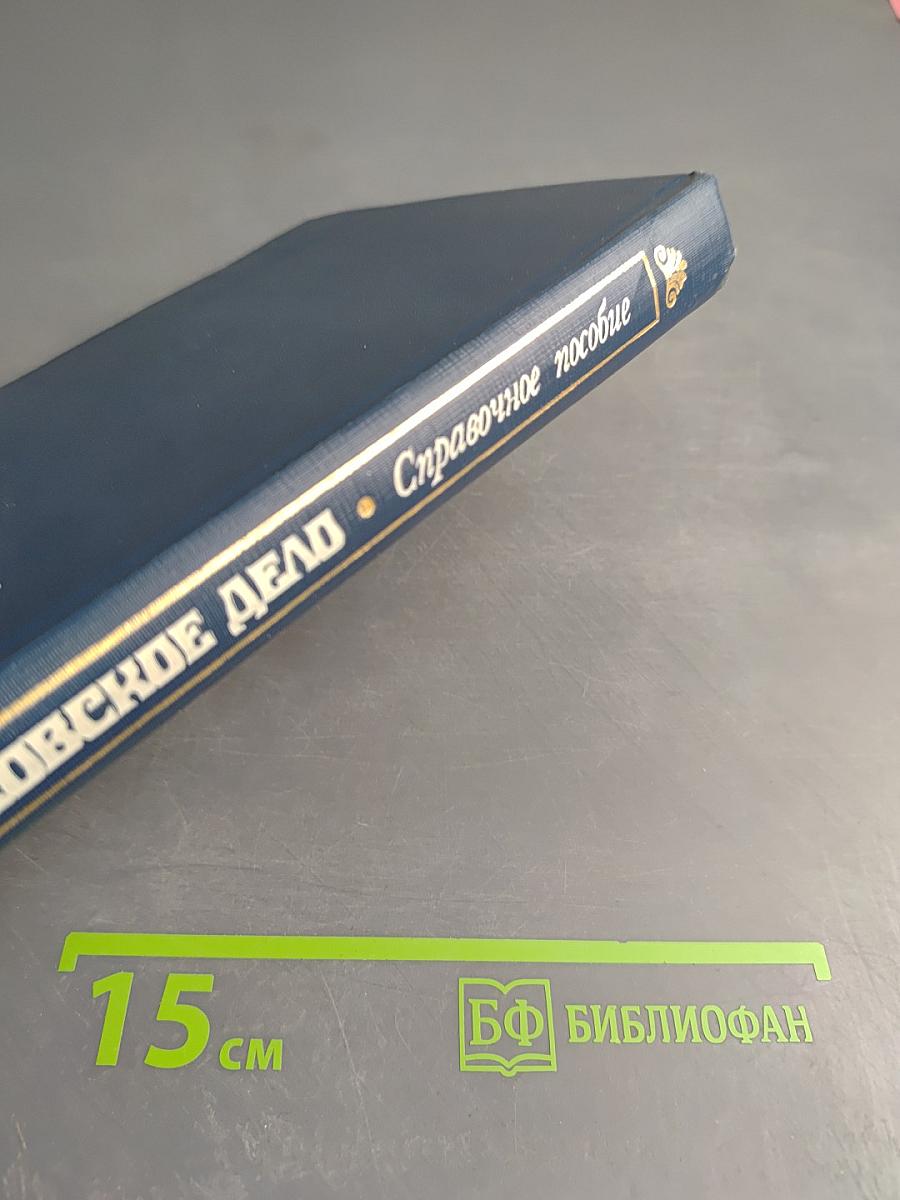 ОВСКОЕ ДЕЛО • Справочное пособие
15 см
БФ БИБЛИОФАН